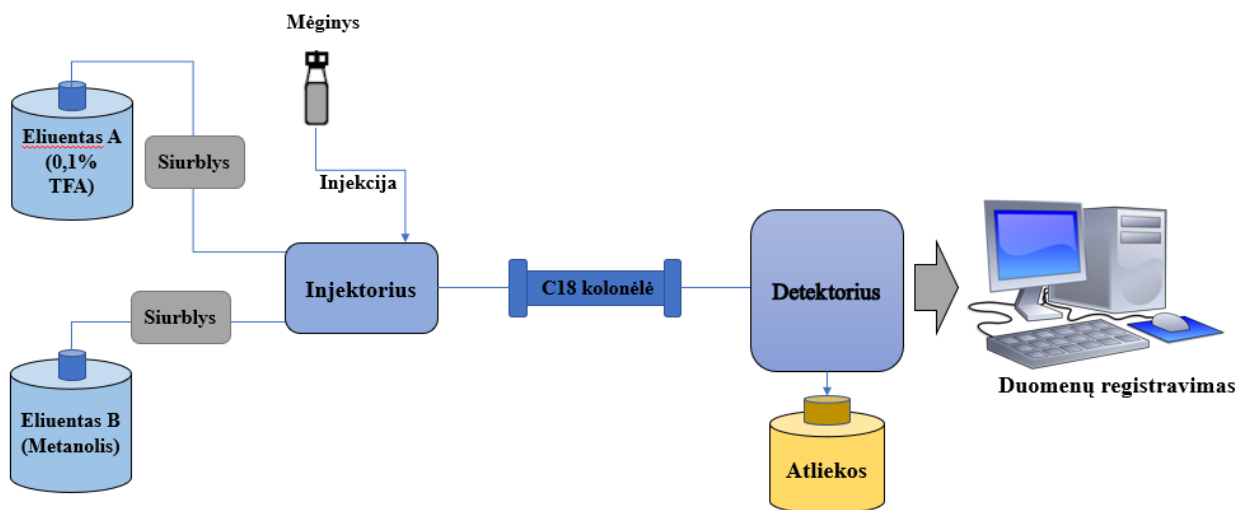 Mėginys
Eliuentas A
(0,1%
TFA)
Siurblys
Injekcija
Injektorius
C18 kolonėlė
Detektorius
Siurblys
Eliuentas B
(Metanolis)
Duomenų registravimas
Atliekos